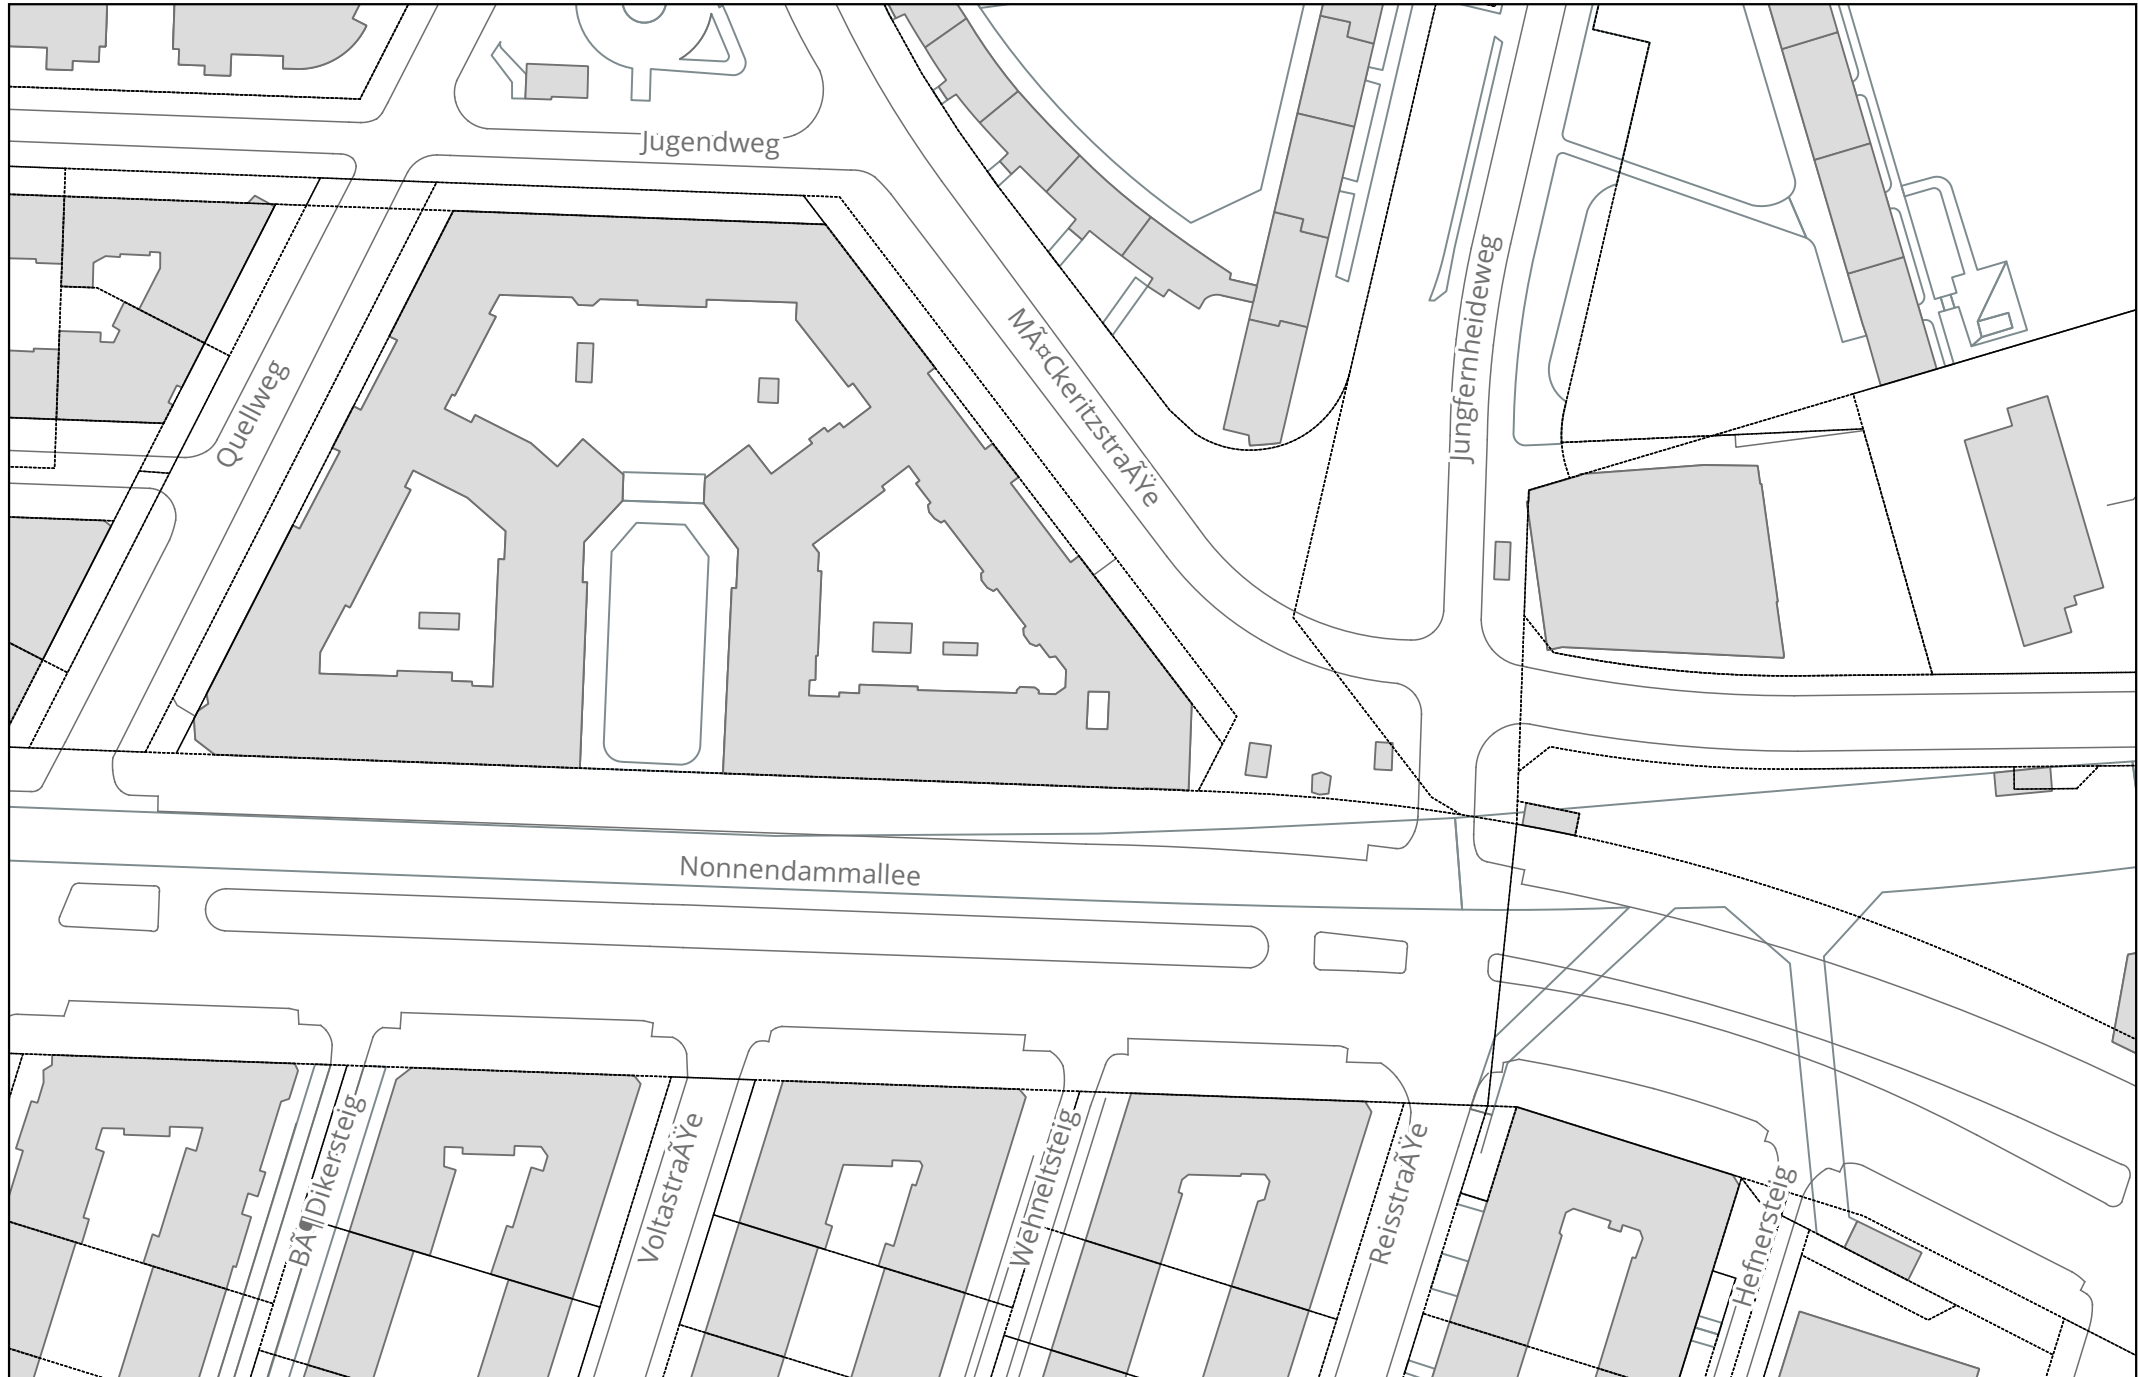 Jugendweg
MÃ¤Ckeritzstraãÿe
Jungfernheideweg
Quellweg
Nonnendammallee
BÃ¶Dikersteig
VoltastraÃŸe
Wehneltsteig
ReisstraÃŸe
Hefnersteig